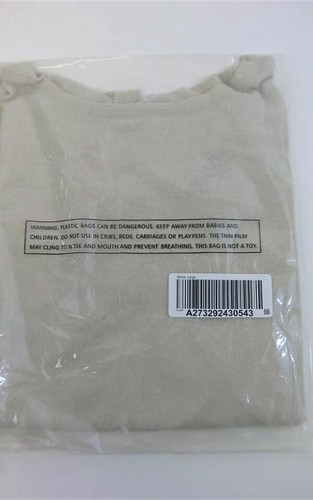 WARNING: PLASTIC BAGS CAN BE DANGEROUS. KEEP AWAY FROM BABIES AND
CHILDREN. DO NOT USE IN CRIBS, BEDS, CARRIAGES OR PLAYPENS. THE THIN FILM
MAY CLING TO NOSE AND MOUTH AND PREVENT BREATHING. THIS BAG IS NOT A TOY.
A273292430543